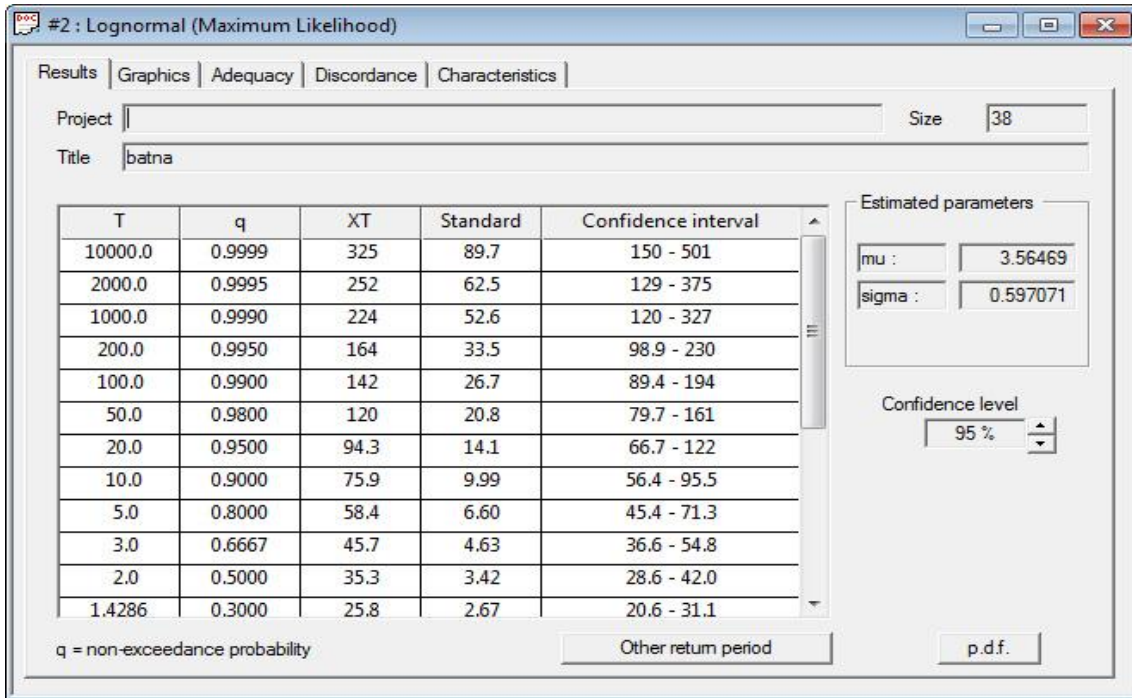 #2 : Lognormal (Maximum Likelihood)
Results Graphics Adequacy Discordance Characteristics
Project Size 38
Title batna
Estimated parameters
T q XT Standard Confidence interval
10000.0 0.9999 325 89.7 150 - 501
mu : 3.56469
2000.0 0.9995 252 62.5 129 - 375
sigma : 0.597071
1000.0 0.9990 224 52.6 120 - 327
200.0 0.9950 164 33.5 98.9 - 230
100.0 0.9900 142 26.7 89.4 - 194
50.0 0.9800 120 20.8 79.7 - 161
Confidence level
95 %
20.0 0.9500 94.3 14.1 66.7 - 122
10.0 0.9000 75.9 9.99 56.4 - 95.5
5.0 0.8000 58.4 6.60 45.4 - 71.3
3.0 0.6667 45.7 4.63 36.6 - 54.8
2.0 0.5000 35.3 3.42 28.6 - 42.0
1.4286 0.3000 25.8 2.67 20.6 - 31.1
q = non-exceedance probability Other return period p.d.f.